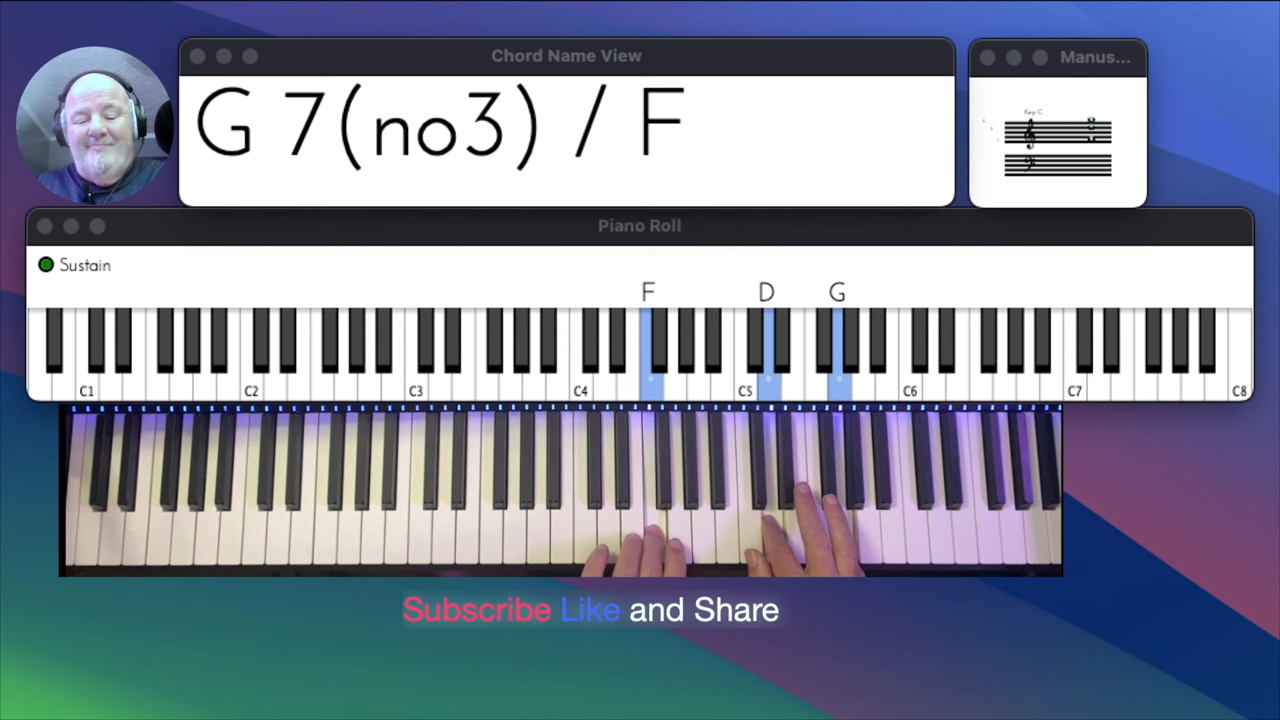 Chord Name View
G 7(no3) / F
Manus...
Key: C
Piano Roll
Sustain
F D G
C1 C2 C3 C4 C5 C6 C7 C8
Subscribe Like and Share